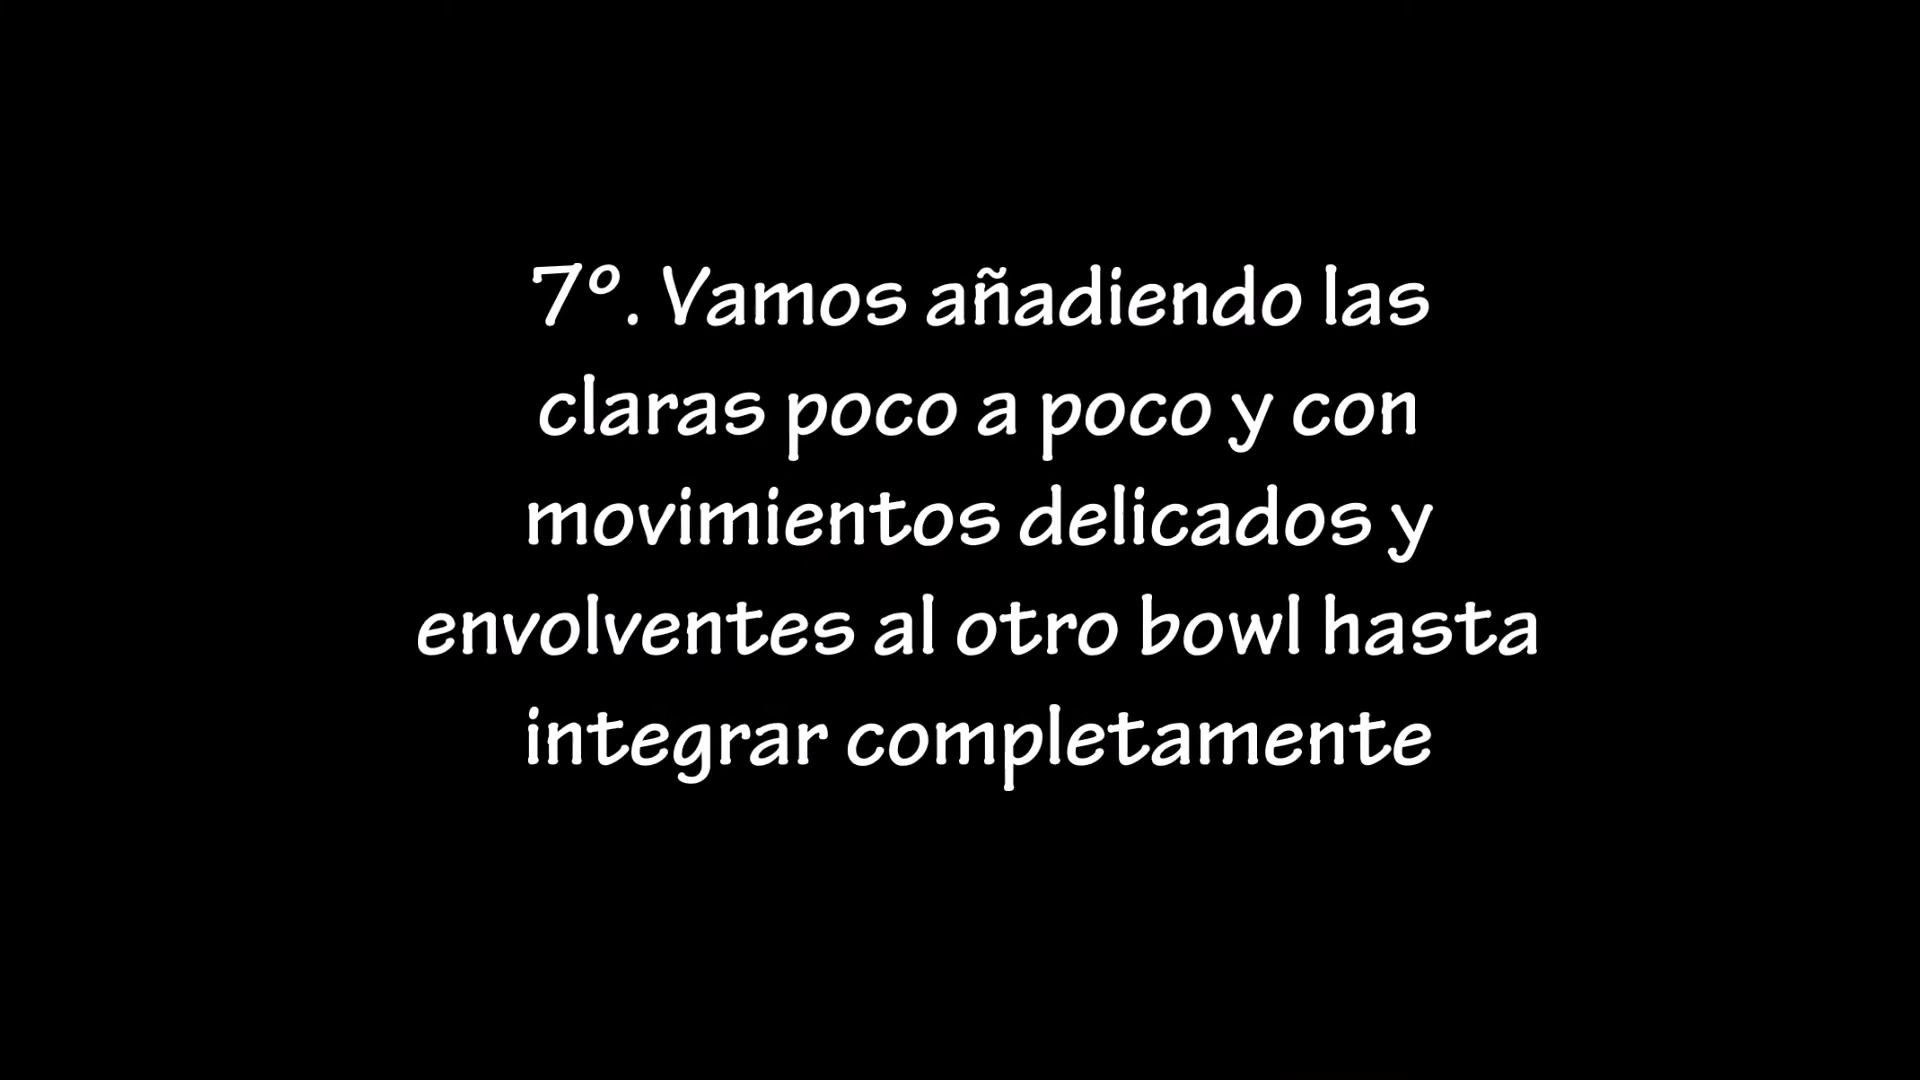 7º. Vamos añadiendo las
claras poco a poco y con
movimientos delicados y
envolventes al otro bowl hasta
integrar completamente